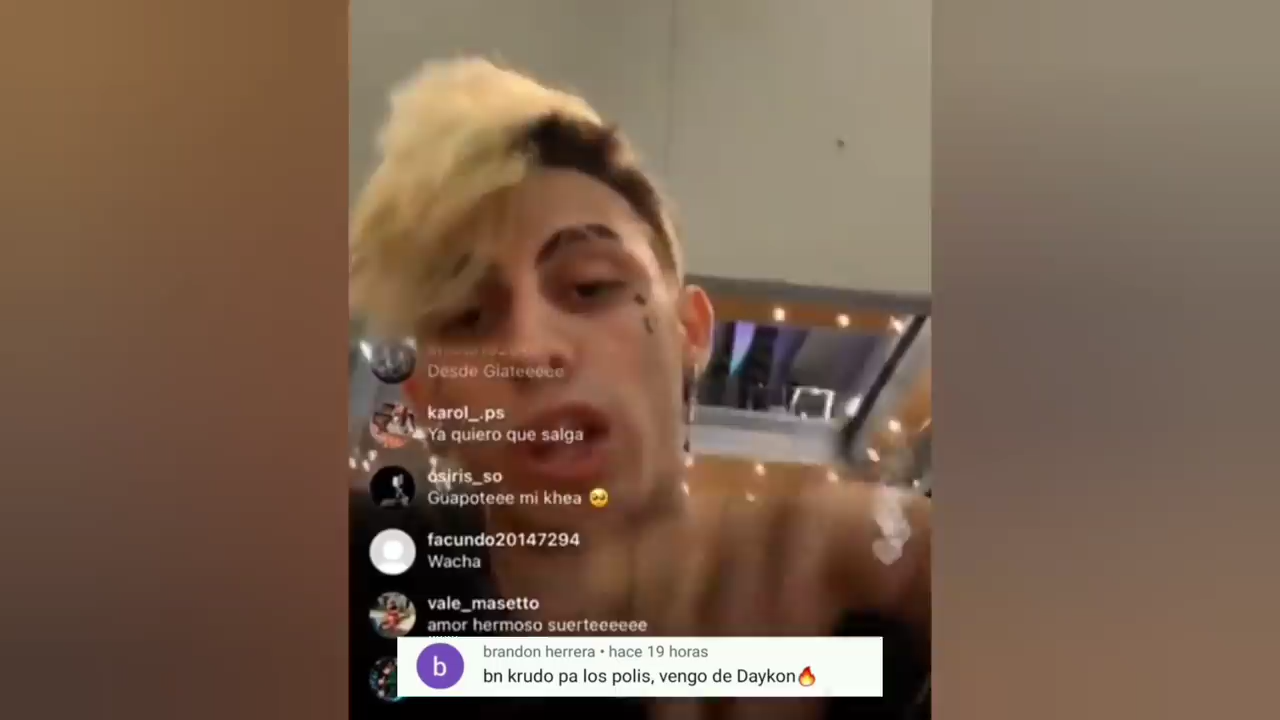 Desde Glateeeee
karol_.ps
Ya quiero que salga
osiris_so
Guapoteee mi khea 🥺
facundo20147294
Wacha
vale_masetto
amor hermoso suerteeeeee
b
brandon herrera • hace 19 horas
bn krudo pa los polis, vengo de Daykon🔥